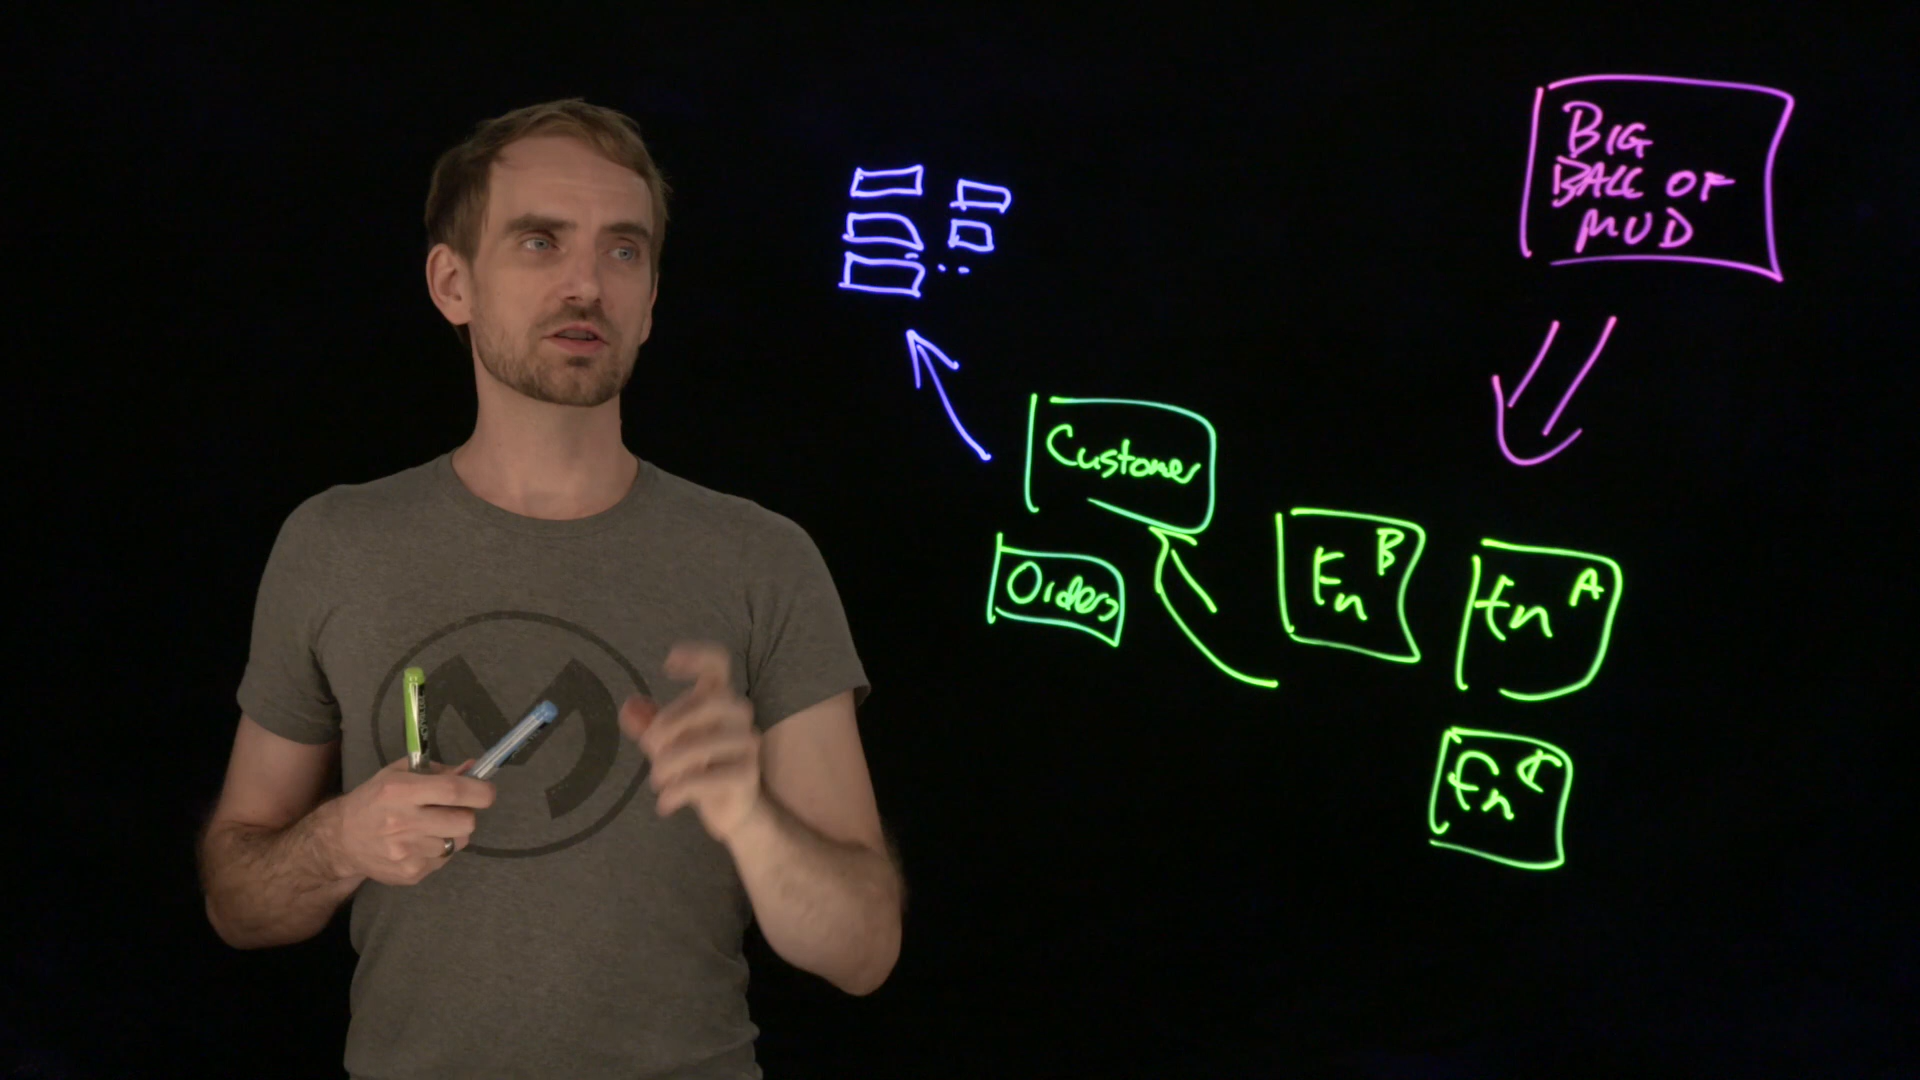 BIG
BALL OF
MUD
Customer
Orders
Fn B
Fn A
Fn C
M